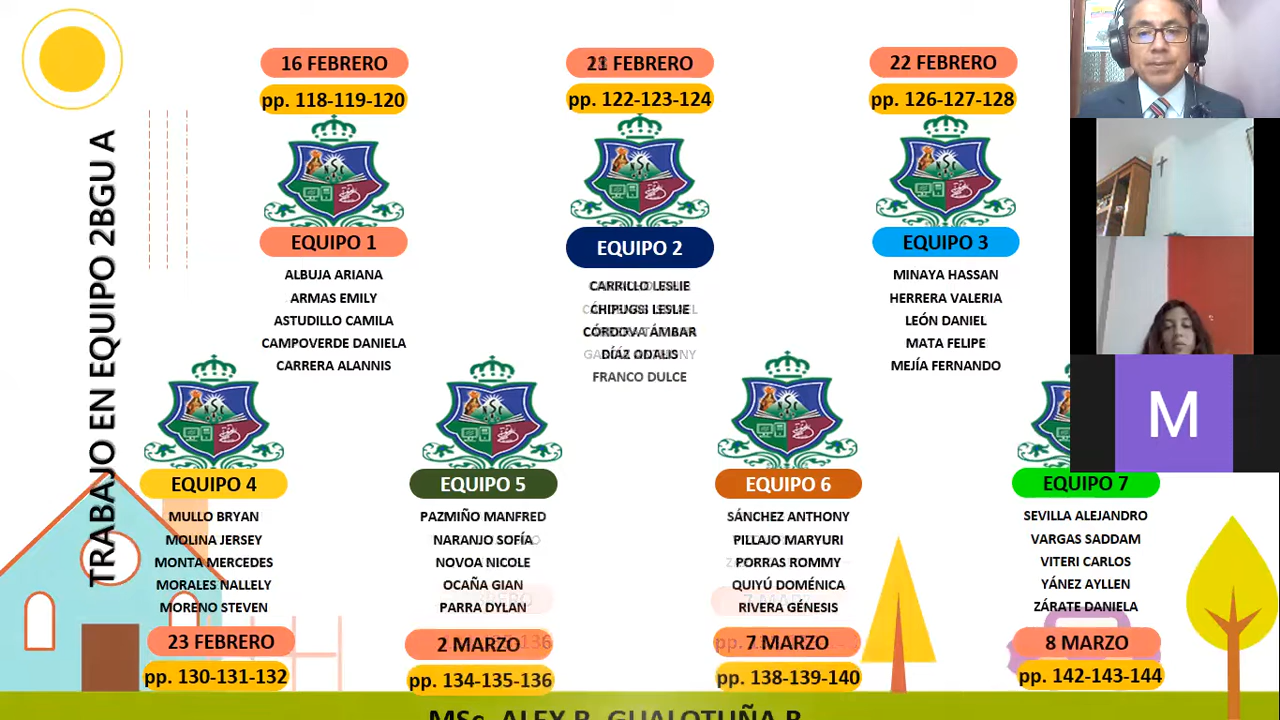 TRABAJO EN EQUIPO 2BGU A
16 FEBRERO
pp. 118-119-120
EQUIPO 1
ALBUJA ARIANA
ARMAS EMILY
ASTUDILLO CAMILA
CAMPOVERDE DANIELA
CARRERA ALANNIS
21 FEBRERO
pp. 122-123-124
EQUIPO 2
CARRILLO LESLIE
CHIPUGSI LESLIE
CÓRDOVA ÁMBAR
DÍAZ ODALIS
FRANCO DULCE
22 FEBRERO
pp. 126-127-128
EQUIPO 3
MINAYA HASSAN
HERRERA VALERIA
LEÓN DANIEL
MATA FELIPE
MEJÍA FERNANDO
M
EQUIPO 4
MULLO BRYAN
MOLINA JERSEY
MONTA MERCEDES
MORALES NALLELY
MORENO STEVEN
23 FEBRERO
pp. 130-131-132
EQUIPO 5
PAZMIÑO MANFRED
NARANJO SOFÍA
NOVOA NICOLE
OCAÑA GIAN
PARRA DYLAN
2 MARZO
pp. 134-135-136
EQUIPO 6
SÁNCHEZ ANTHONY
PILLAJO MARYURI
PORRAS ROMMY
QUIYÚ DOMÉNICA
RIVERA GÉNESIS
7 MARZO
pp. 138-139-140
EQUIPO 7
SEVILLA ALEJANDRO
VARGAS SADDAM
VITERI CARLOS
YÁNEZ AYLLEN
ZÁRATE DANIELA
8 MARZO
pp. 142-143-144
MSc. ALEX R. GUALOTUÑA